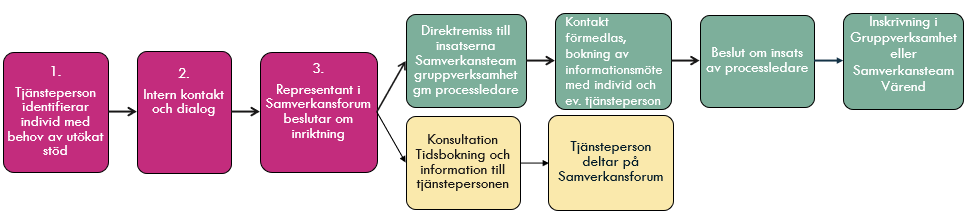 1.
Tjänsteperson
identifierar
individ med
behov av utökat
stöd
2.
Intern kontakt
och dialog
3.
Representant i
Samverkansforum
beslutar om
inriktning
Direktremiss till
insatserna
Samverkansteam
gruppverksamhet
gm processledare
Kontakt
förmedlas,
bokning av
informationsmöte
med individ och
ev. tjänsteperson
Beslut om insats
av processledare
Inskrivning i
Gruppverksamhet
eller
Samverkansteam
Värend
Konsultation
Tidsbokning och
information till
tjänstepersonen
Tjänsteperson
deltar på
Samverkansforum